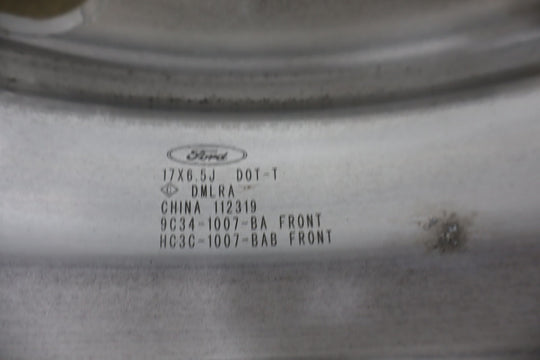 Ford
17X6.5J DOT-T
C DMLRA
CHINA 112319
9C34-1007-BA FRONT
HC3C-1007-BAB FRONT